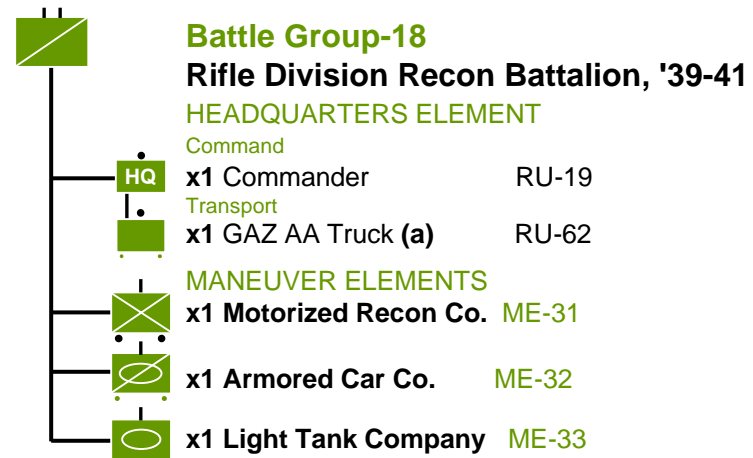 Battle Group-18
Rifle Division Recon Battalion, '39-41
HEADQUARTERS ELEMENT
Command
HQ x1 Commander RU-19
Transport
x1 GAZ AA Truck (a) RU-62
MANEUVER ELEMENTS
x1 Motorized Recon Co. ME-31
x1 Armored Car Co. ME-32
x1 Light Tank Company ME-33